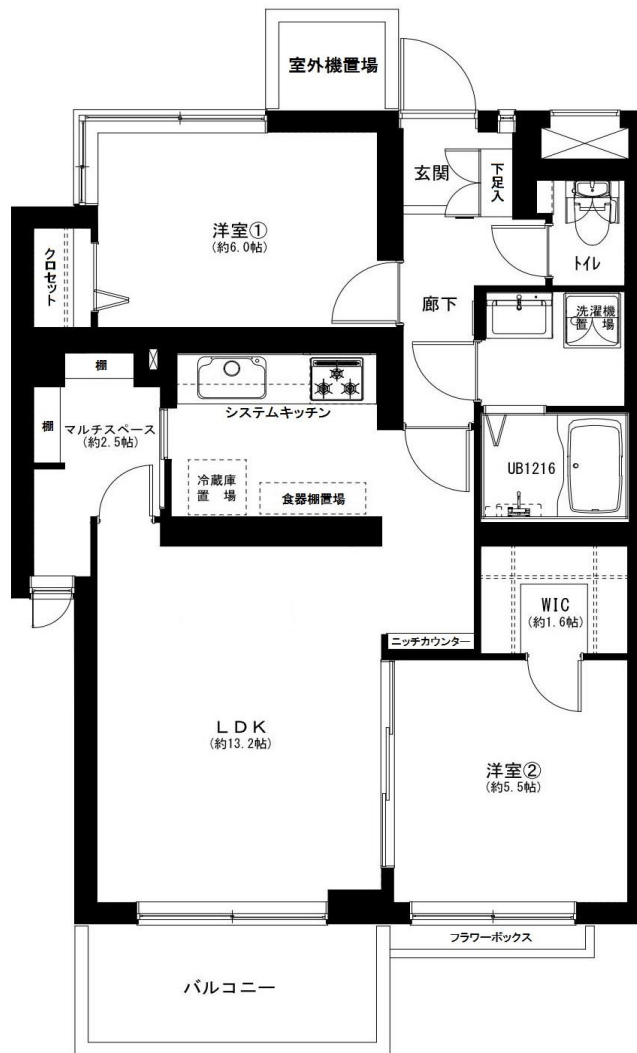 室外機置場
玄関
下足入
洋室①
(約6.0帖)
クロゼット
トイレ
廊下
洗濯機
置場
棚
システムキッチン
棚
マルチスペース
(約2.5帖)
冷蔵庫
置場
食器棚置場
UB1216
WIC
(約1.6帖)
ニッチカウンター
LDK
(約13.2帖)
洋室②
(約5.5帖)
フラワーボックス
バルコニー